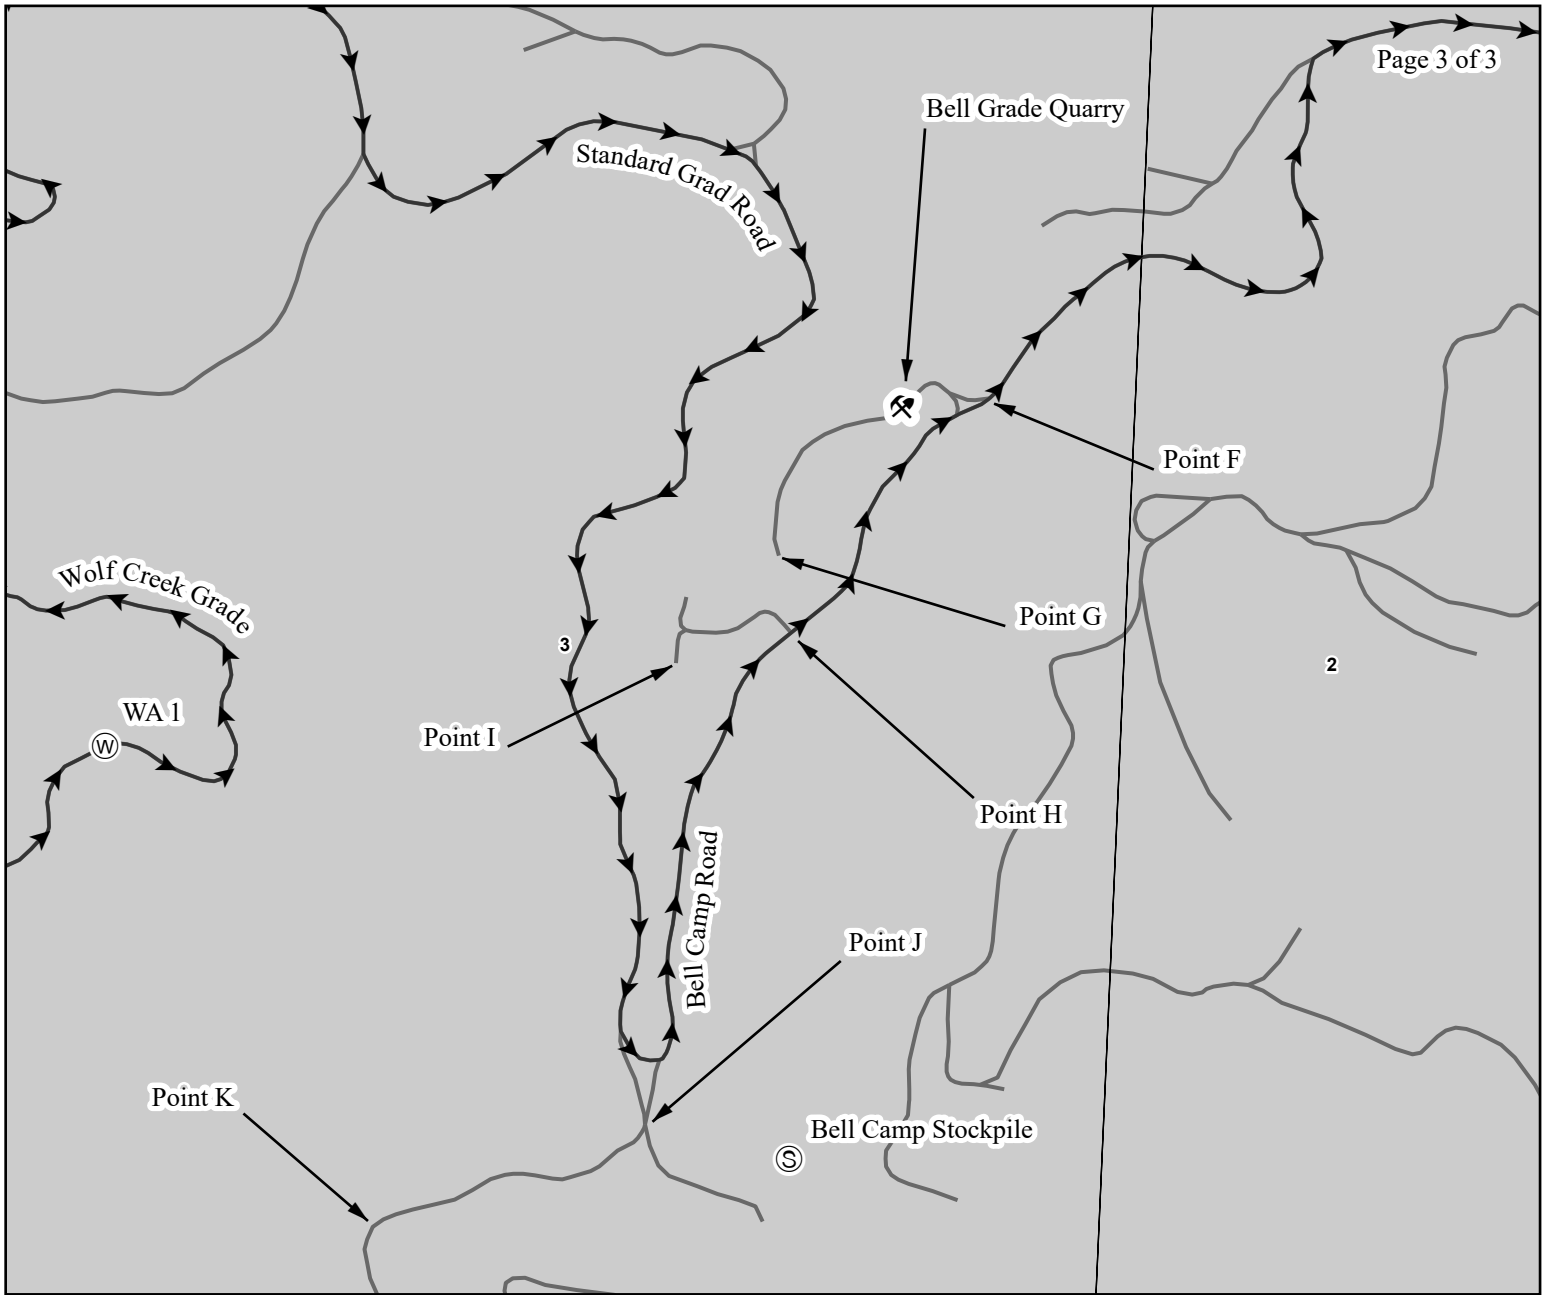 Page 3 of 3
Bell Grade Quarry
Standard Grad Road
Point F
Wolf Creek Grade
Point G
3
2
WA 1
W
Point I
Point H
Bell Camp Road
Point J
Point K
Bell Camp Stockpile
S